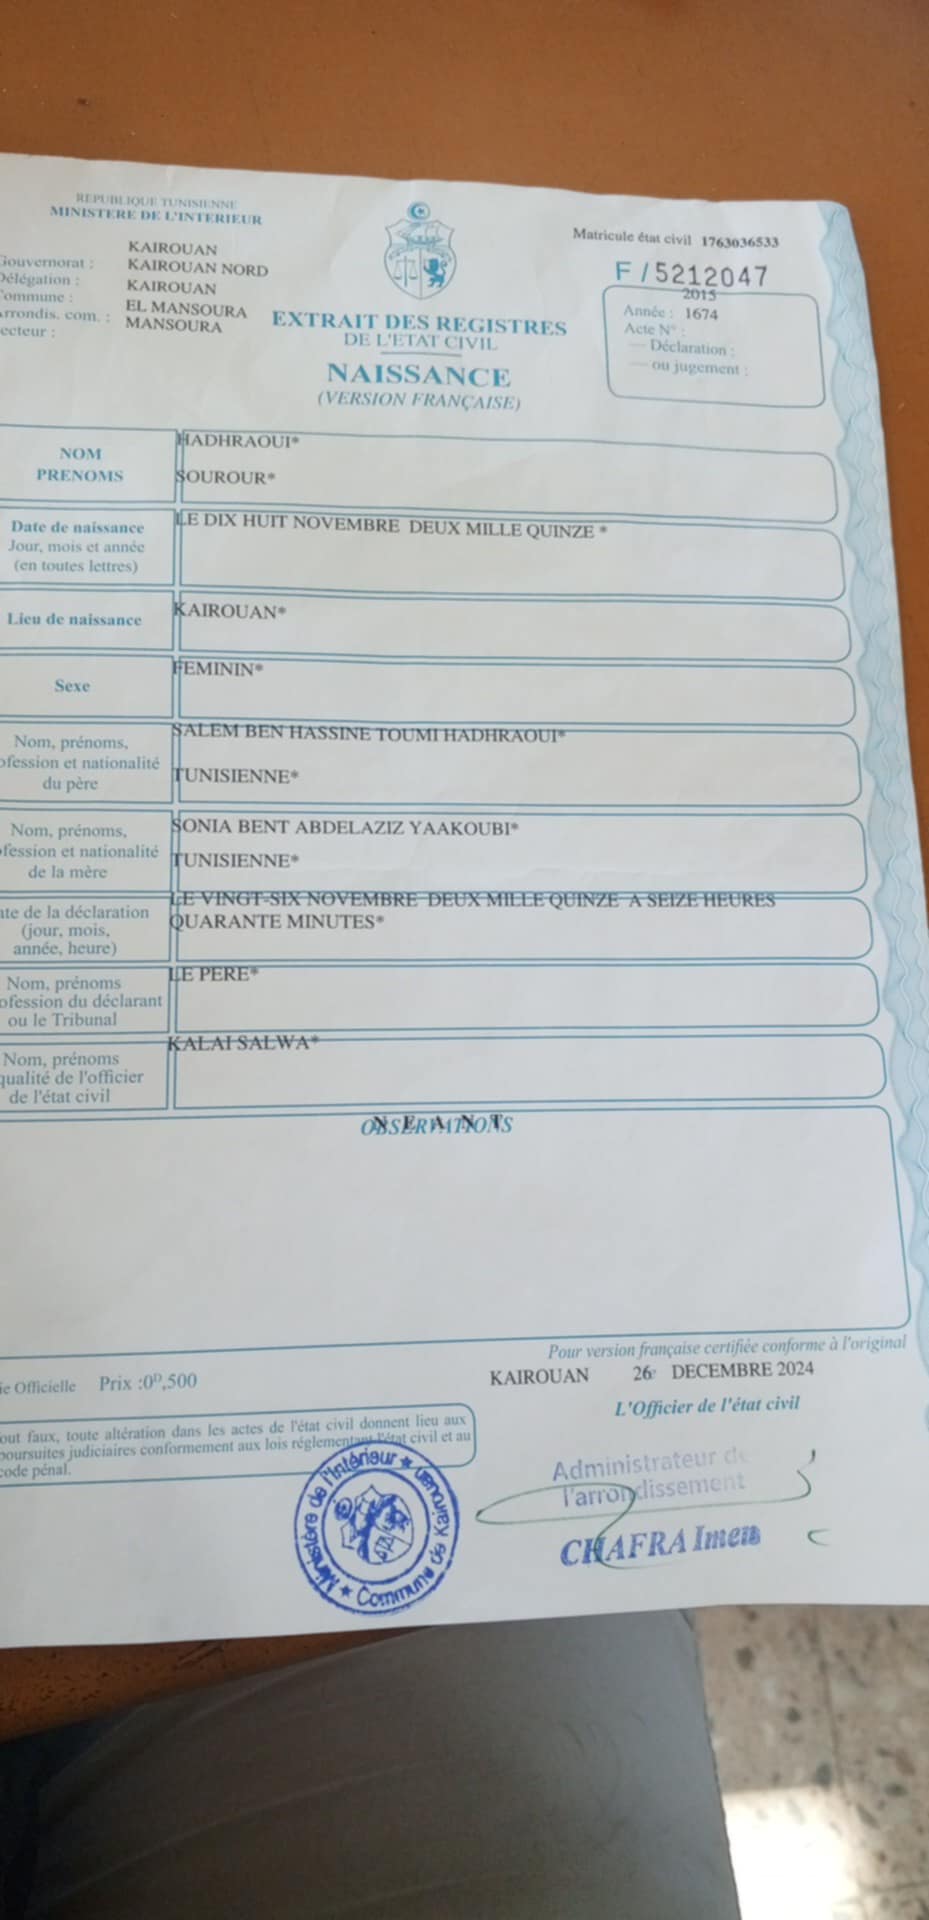 REPUBLIQUE TUNISIENNE
MINISTERE DE L'INTERIEUR
Gouvernorat : KAIROUAN
Délégation : KAIROUAN NORD
Commune : KAIROUAN
Arrondis. com. : EL MANSOURA
ecteur : MANSOURA
EXTRAIT DES REGISTRES
DE L'ETAT CIVIL
NAISSANCE
(VERSION FRANÇAISE)
Matricule état civil 1763036533
F/5212047
2015
Année : 1674
Acte N° :
— Déclaration :
— ou jugement :
NOM
PRENOMS
HADHRAOUI*
SOUROUR*
Date de naissance
Jour, mois et année
(en toutes lettres)
LE DIX HUIT NOVEMBRE DEUX MILLE QUINZE *
Lieu de naissance
KAIROUAN*
Sexe
FEMININ*
Nom, prénoms,
ofession et nationalité
du père
SALEM BEN HASSINE TOUMI HADHRAOUI*
TUNISIENNE*
Nom, prénoms,
fession et nationalité
de la mère
SONIA BENT ABDELAZIZ YAAKOUBI*
TUNISIENNE*
ate de la déclaration
(jour, mois,
année, heure)
LE VINGT-SIX NOVEMBRE DEUX MILLE QUINZE A SEIZE HEURES
QUARANTE MINUTES*
Nom, prénoms
ofession du déclarant
ou le Tribunal
LE PERE*
Nom, prénoms
qualité de l'officier
de l'état civil
KALAI SALWA*
OBSERVATIONS
N E A N T
Pour version française certifiée conforme à l'original
KAIROUAN 26 DECEMBRE 2024
ie Officielle Prix :0ᴰ,500
L'Officier de l'état civil
out faux, toute altération dans les actes de l'état civil donnent lieu aux
poursuites judiciaires conformement aux lois réglementant l'état civil et au
code pénal.
Administrateur de
l'arrondissement
CHAFRA Imen
Ministère de l'Intérieur ★ Commune de Kairouan ★